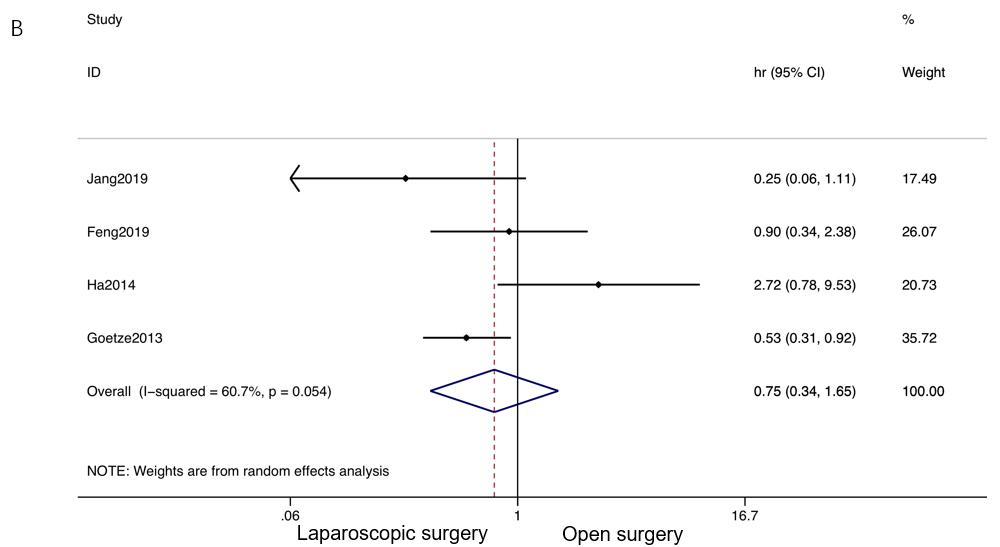 B
Study %
ID hr (95% CI) Weight
Jang2019 0.25 (0.06, 1.11) 17.49
Feng2019 0.90 (0.34, 2.38) 26.07
Ha2014 2.72 (0.78, 9.53) 20.73
Goetze2013 0.53 (0.31, 0.92) 35.72
Overall (I−squared = 60.7%, p = 0.054) 0.75 (0.34, 1.65) 100.00
NOTE: Weights are from random effects analysis
.06 1 16.7
Laparoscopic surgery Open surgery